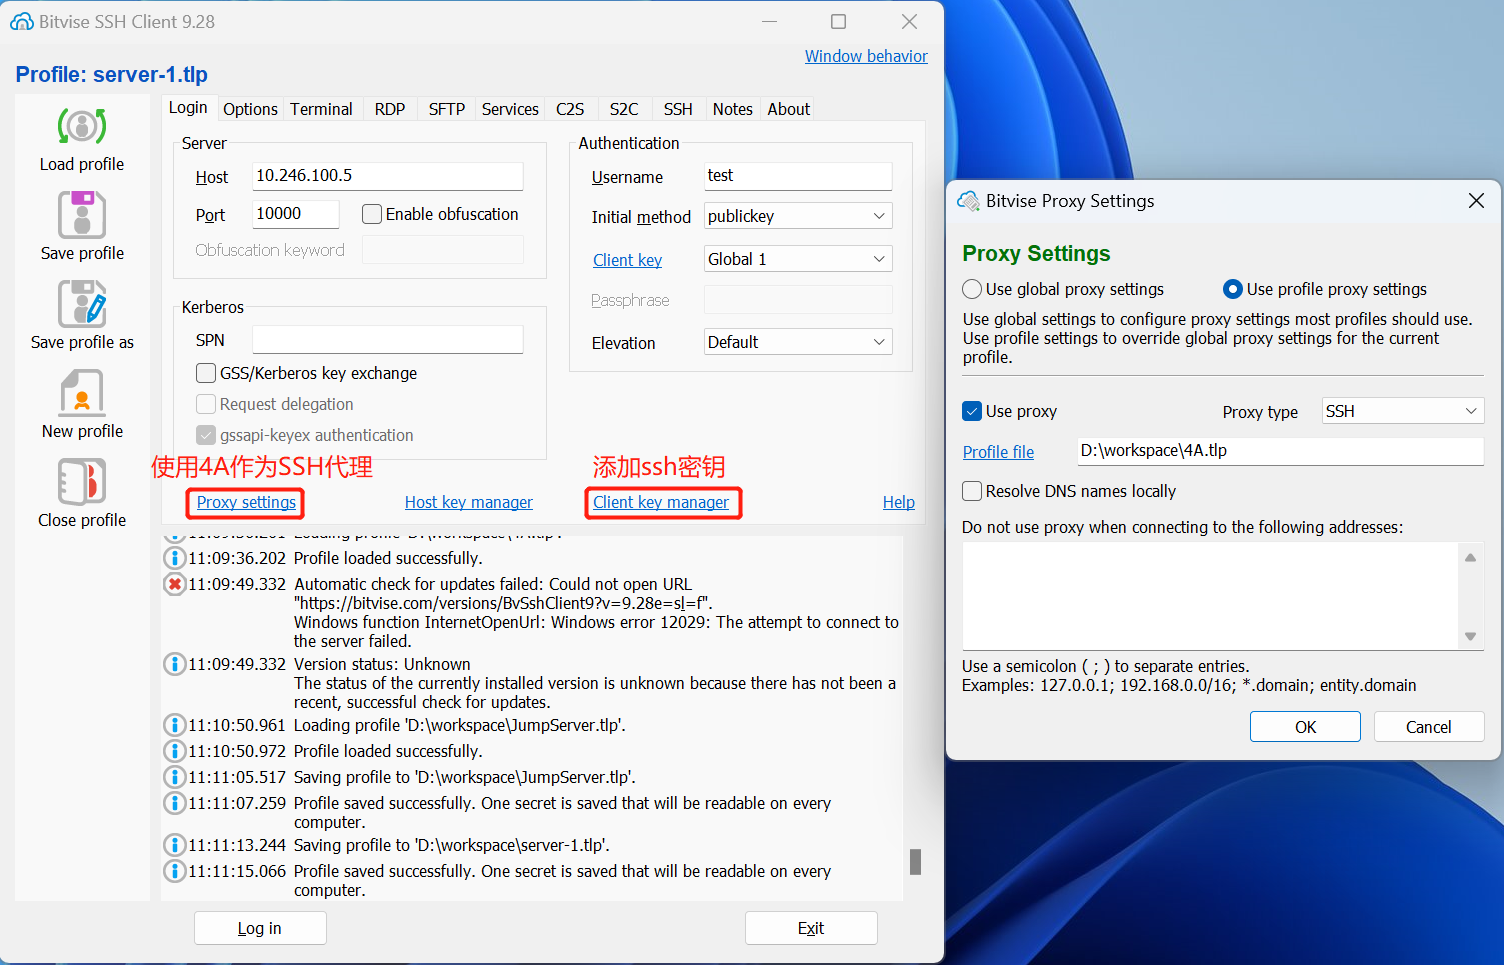 Bitvise SSH Client 9.28
Window behavior
Profile: server-1.tlp
Load profile
Save profile
Save profile as
New profile
Close profile
Login Options Terminal RDP SFTP Services C2S S2C SSH Notes About
Server
Host 10.246.100.5
Port 10000 Enable obfuscation
Obfuscation keyword
Kerberos
SPN
GSS/Kerberos key exchange
Request delegation
gssapi-keyex authentication
Authentication
Username test
Initial method publickey
Client key Global 1
Passphrase
Elevation Default
使用4A作为SSH代理
添加ssh密钥
Proxy settings Host key manager Client key manager Help
11:09:36.201 Loading profile 'D:\workspace\4A.tlp'.
11:09:36.202 Profile loaded successfully.
11:09:49.332 Automatic check for updates failed: Could not open URL
"https://bitvise.com/versions/BvSshClient9?v=9.28e=sl=f".
Windows function InternetOpenUrl: Windows error 12029: The attempt to connect to
the server failed.
11:09:49.332 Version status: Unknown
The status of the currently installed version is unknown because there has not been a
recent, successful check for updates.
11:10:50.961 Loading profile 'D:\workspace\JumpServer.tlp'.
11:10:50.972 Profile loaded successfully.
11:11:05.517 Saving profile to 'D:\workspace\JumpServer.tlp'.
11:11:07.259 Profile saved successfully. One secret is saved that will be readable on every
computer.
11:11:13.244 Saving profile to 'D:\workspace\server-1.tlp'.
11:11:15.066 Profile saved successfully. One secret is saved that will be readable on every
computer.
Log in Exit
Bitvise Proxy Settings
Proxy Settings
Use global proxy settings Use profile proxy settings
Use global settings to configure proxy settings most profiles should use.
Use profile settings to override global proxy settings for the current
profile.
Use proxy Proxy type SSH
Profile file D:\workspace\4A.tlp
Resolve DNS names locally
Do not use proxy when connecting to the following addresses:
Use a semicolon ( ; ) to separate entries.
Examples: 127.0.0.1; 192.168.0.0/16; *.domain; entity.domain
OK Cancel